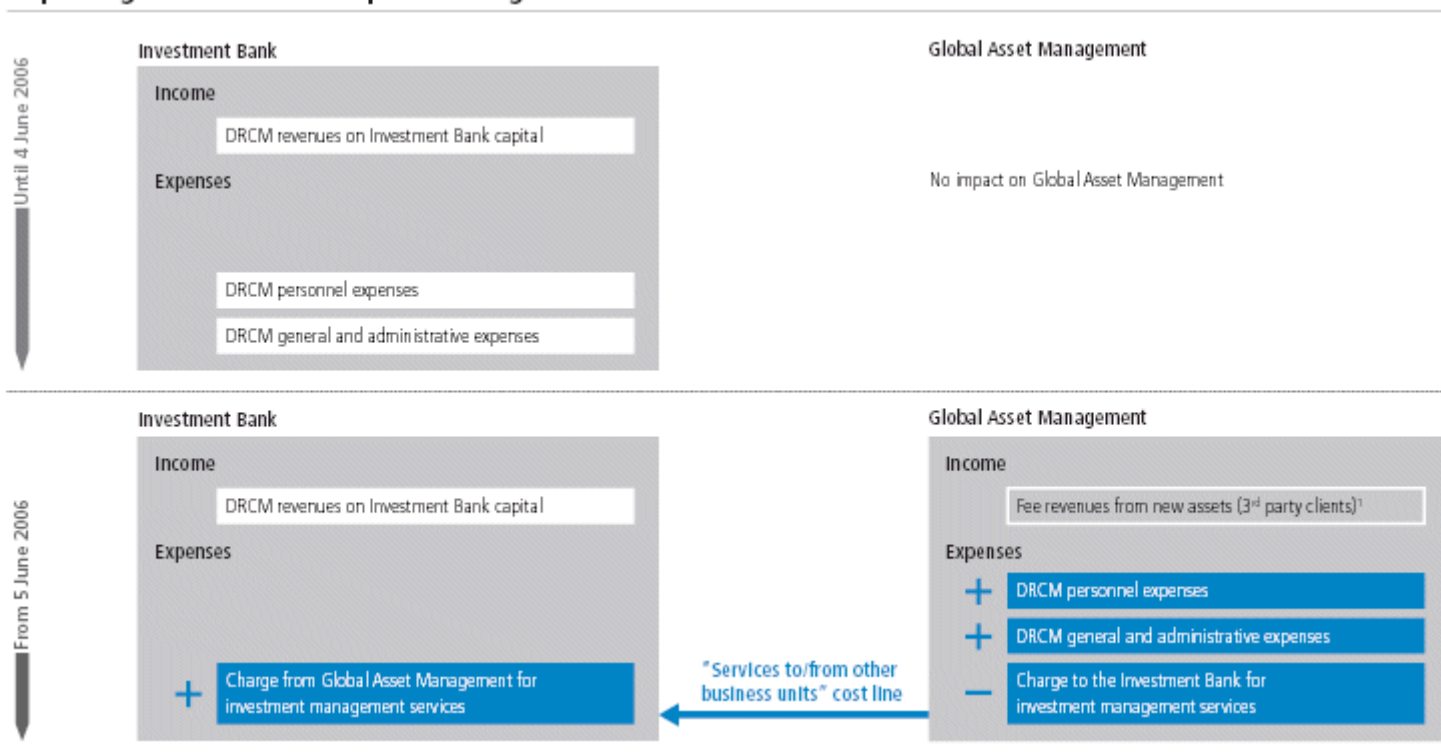 Investment Bank
Global Asset Management
Until 4 June 2006
Income
DRCM revenues on Investment Bank capital
Expenses
No impact on Global Asset Management
DRCM personnel expenses
DRCM general and administrative expenses
Investment Bank
Global Asset Management
From 5 June 2006
Income
DRCM revenues on Investment Bank capital
Expenses
+ Charge from Global Asset Management for
investment management services
"Services to/from other
business units" cost line
Income
Fee revenues from new assets (3rd party clients)1
Expenses
+ DRCM personnel expenses
+ DRCM general and administrative expenses
− Charge to the Investment Bank for
investment management services